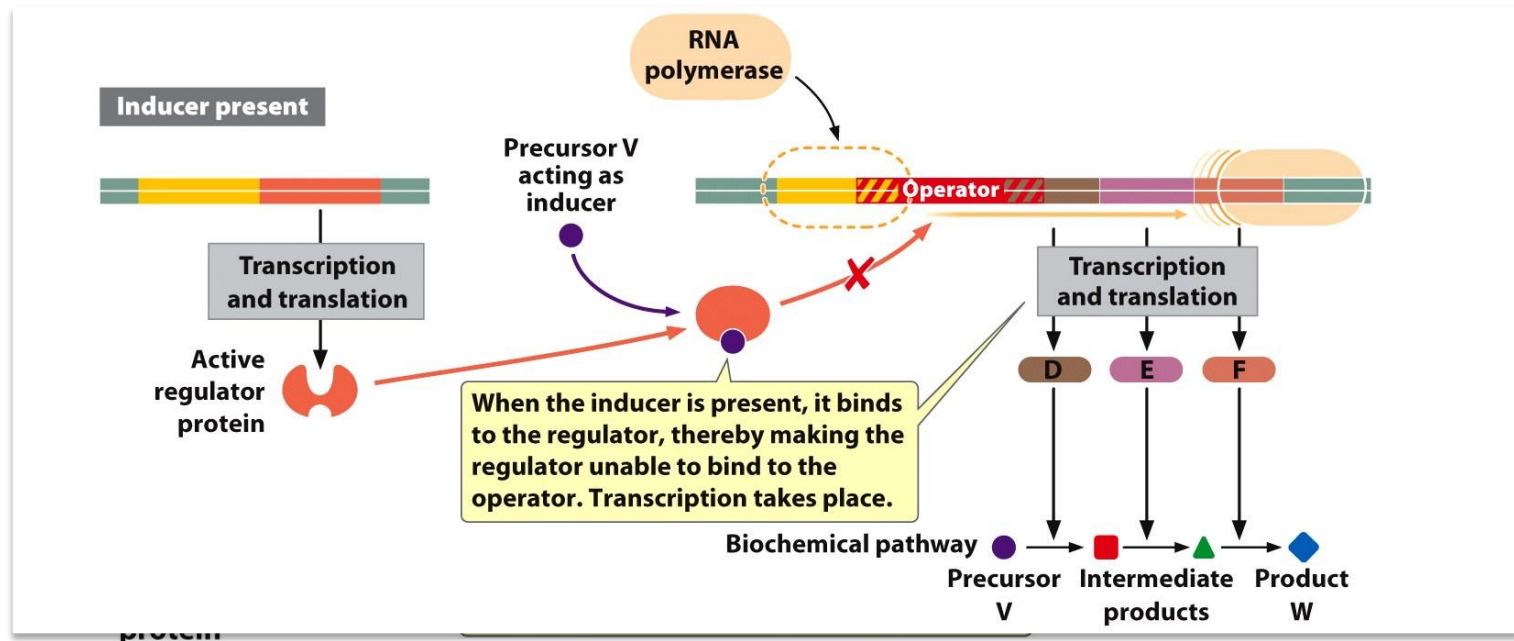 RNA
polymerase
Inducer present
Precursor V
acting as
inducer
Operator
Transcription
and translation
Transcription
and translation
Active
regulator
protein
D E F
When the inducer is present, it binds
to the regulator, thereby making the
regulator unable to bind to the
operator. Transcription takes place.
Biochemical pathway
Precursor
V
Intermediate
products
Product
W
protein